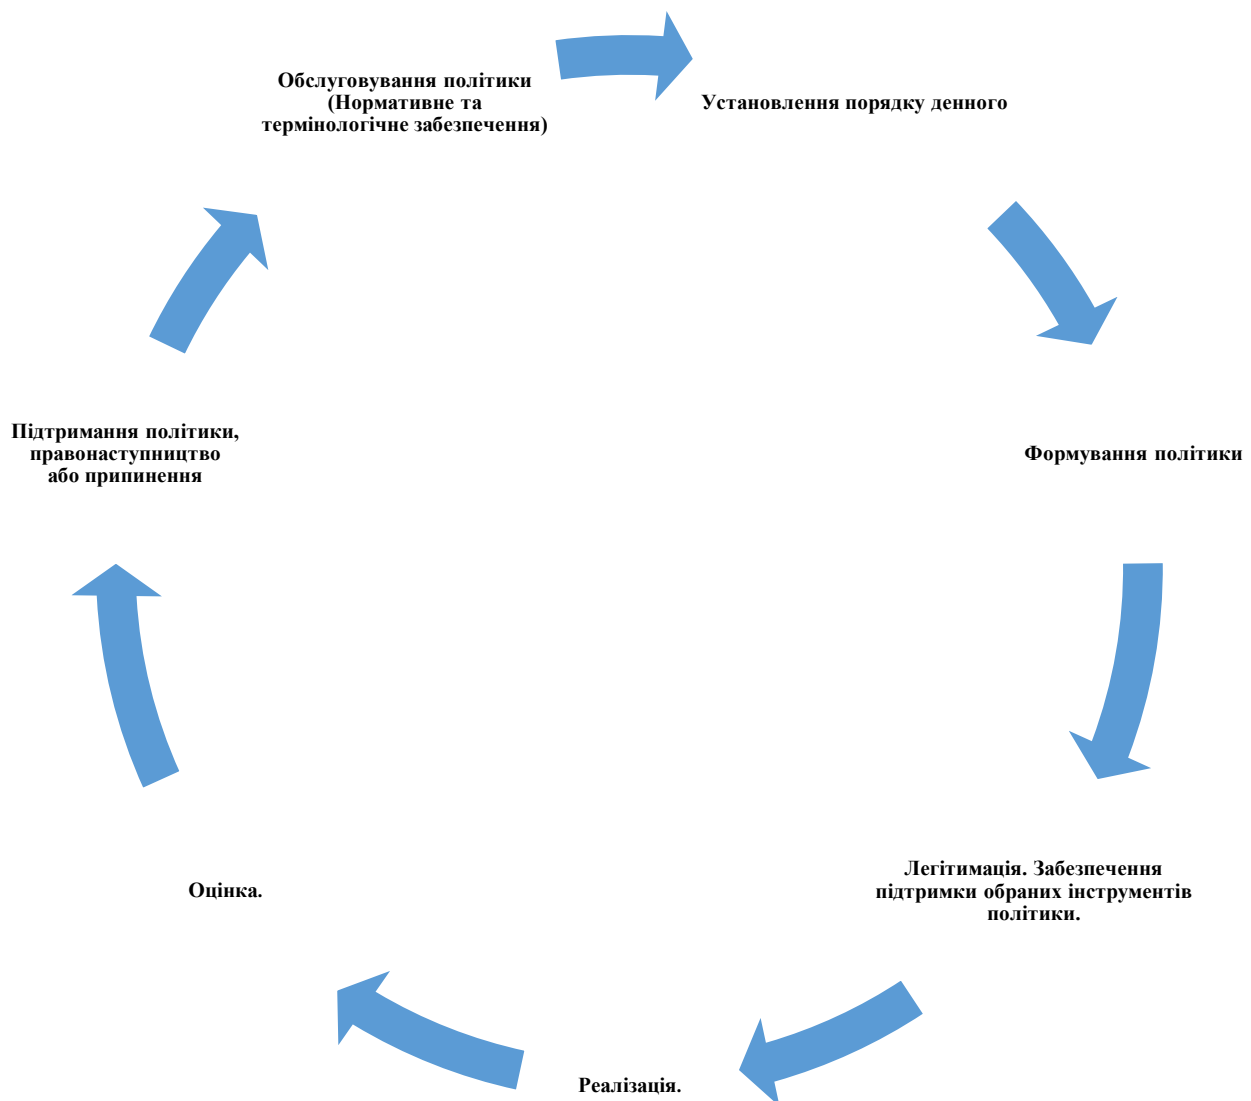 Обслуговування політики
(Нормативне та
термінологічне забезпечення)
Установлення порядку денного
Формування політики
Легітимація. Забезпечення
підтримки обраних інструментів
політики.
Реалізація.
Оцінка.
Підтримання політики,
правонаступництво
або припинення